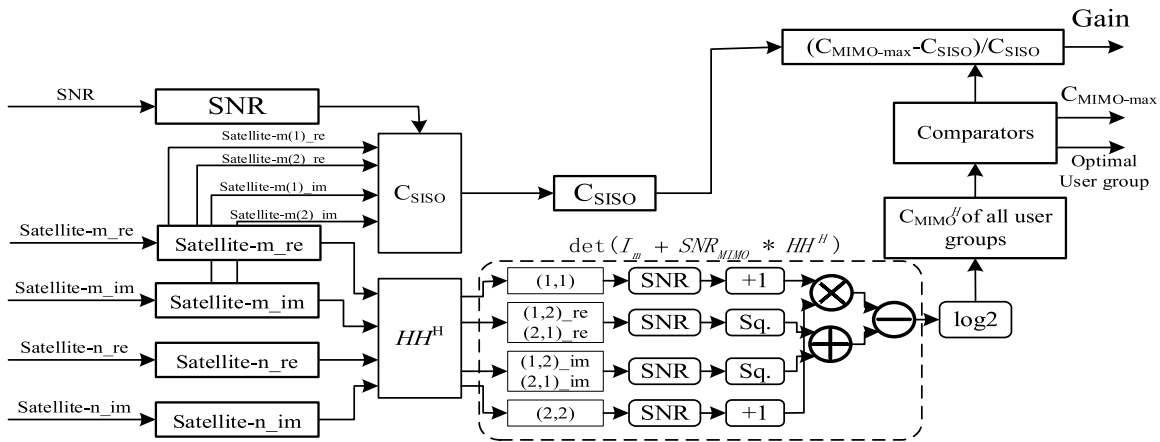 Gain
(C_MIMO-max-C_SISO)/C_SISO
SNR
SNR
C_MIMO-max
Satellite-m(1)_re
Comparators
Satellite-m(2)_re
Optimal
User group
Satellite-m(1)_im
C_SISO
C_SISO
Satellite-m(2)_im
C_MIMO^H of all user
groups
Satellite-m_re
Satellite-m_re
det(I_m + SNR_MIMO * HH^H)
Satellite-m_im
Satellite-m_im
(1,1)
SNR
+1
HH^H
(1,2)_re
(2,1)_re
SNR
Sq.
log2
Satellite-n_re
Satellite-n_re
(1,2)_im
(2,1)_im
SNR
Sq.
Satellite-n_im
Satellite-n_im
(2,2)
SNR
+1